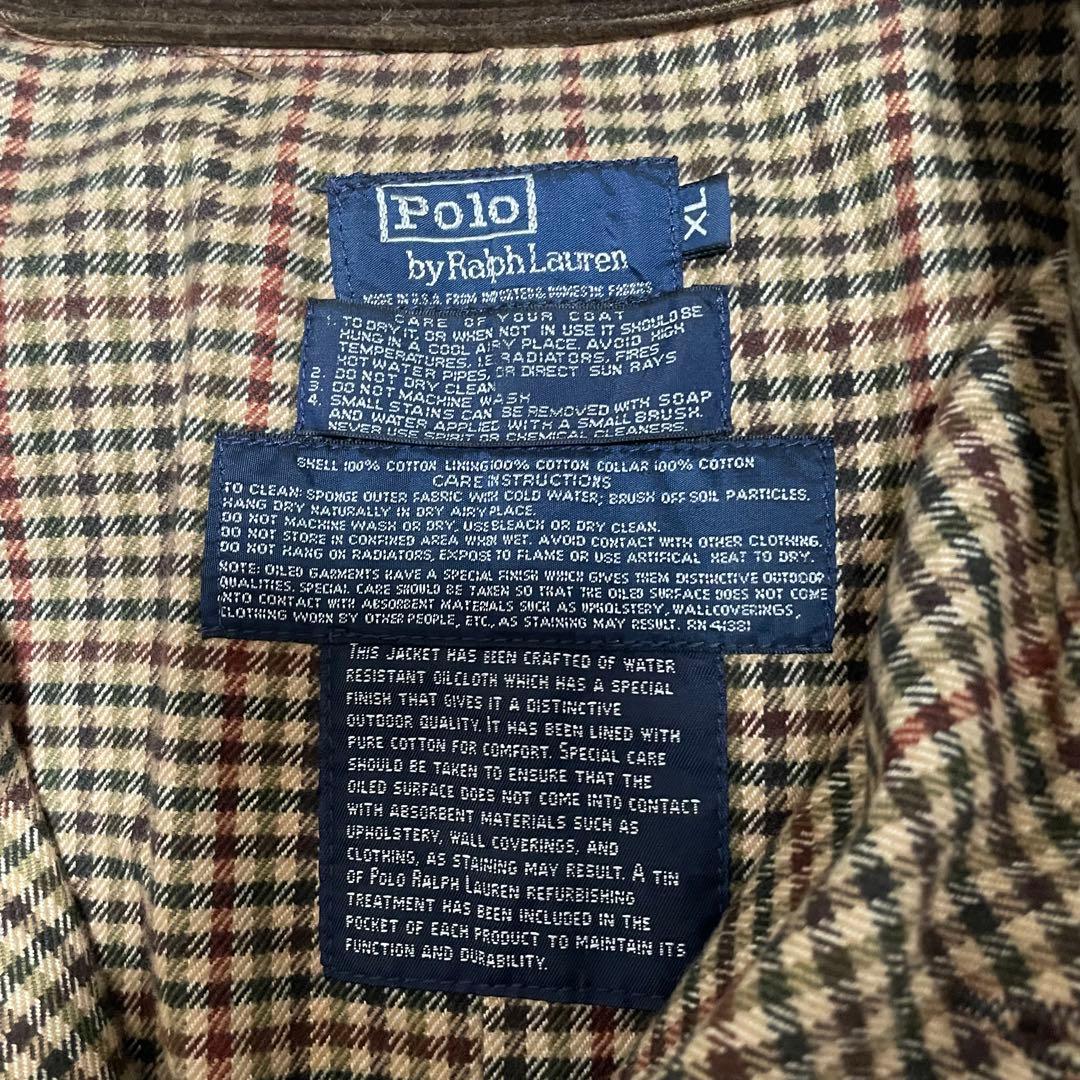 Polo
by Ralph Lauren
XL
MADE IN U.S.A. FROM IMPORTED & DOMESTIC FABRICS
CARE OF YOUR COAT
1. TO DRY IT, OR WHEN NOT IN USE IT SHOULD BE
HUNG IN A COOL AIRY PLACE. AVOID HIGH
TEMPERATURES, I.E RADIATORS, FIRES
HOT WATER PIPES, OR DIRECT SUN RAYS
2. DO NOT DRY CLEAN
3. DO NOT MACHINE WASH
4. SMALL STAINS CAN BE REMOVED WITH SOAP
AND WATER APPLIED WITH A SMALL BRUSH.
NEVER USE SPIRIT OR CHEMICAL CLEANERS.
SHELL 100% COTTON LINING 100% COTTON COLLAR 100% COTTON
CARE INSTRUCTIONS
TO CLEAN: SPONGE OUTER FABRIC WITH COLD WATER; BRUSH OFF SOIL PARTICLES.
HANG DRY NATURALLY IN DRY AIRY PLACE.
DO NOT MACHINE WASH OR DRY, USE BLEACH OR DRY CLEAN.
DO NOT STORE IN CONFINED AREA WHEN WET. AVOID CONTACT WITH OTHER CLOTHING.
DO NOT HANG ON RADIATORS, EXPOSE TO FLAME OR USE ARTIFICAL HEAT TO DRY.
NOTE: OILED GARMENTS HAVE A SPECIAL FINISH WHICH GIVES THEM DISTINCTIVE OUTDOOR
QUALITIES. SPECIAL CARE SHOULD BE TAKEN SO THAT THE OILED SURFACE DOES NOT COME
INTO CONTACT WITH ABSORBENT MATERIALS SUCH AS UPHOLSTERY, WALLCOVERINGS,
CLOTHING WORN BY OTHER PEOPLE, ETC., AS STAINING MAY RESULT. RN 41381
THIS JACKET HAS BEEN CRAFTED OF WATER
RESISTANT OILCLOTH WHICH HAS A SPECIAL
FINISH THAT GIVES IT A DISTINCTIVE
OUTDOOR QUALITY. IT HAS BEEN LINED WITH
PURE COTTON FOR COMFORT. SPECIAL CARE
SHOULD BE TAKEN TO ENSURE THAT THE
OILED SURFACE DOES NOT COME INTO CONTACT
WITH ABSORBENT MATERIALS SUCH AS
UPHOLSTERY, WALL COVERINGS, AND
CLOTHING, AS STAINING MAY RESULT. A TIN
OF POLO RALPH LAUREN REFURBISHING
TREATMENT HAS BEEN INCLUDED IN THE
POCKET OF EACH PRODUCT TO MAINTAIN ITS
FUNCTION AND DURABILITY.